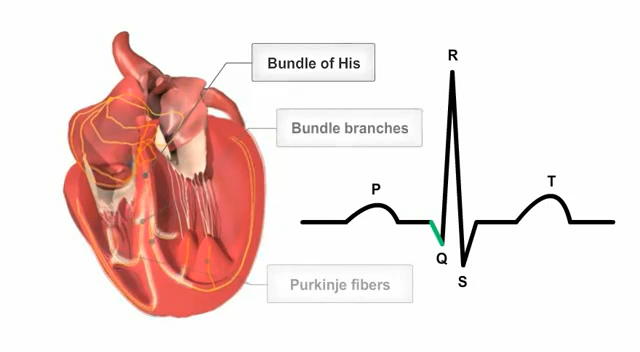 Bundle of His
Bundle branches
Purkinje fibers
R
P
T
Q
S